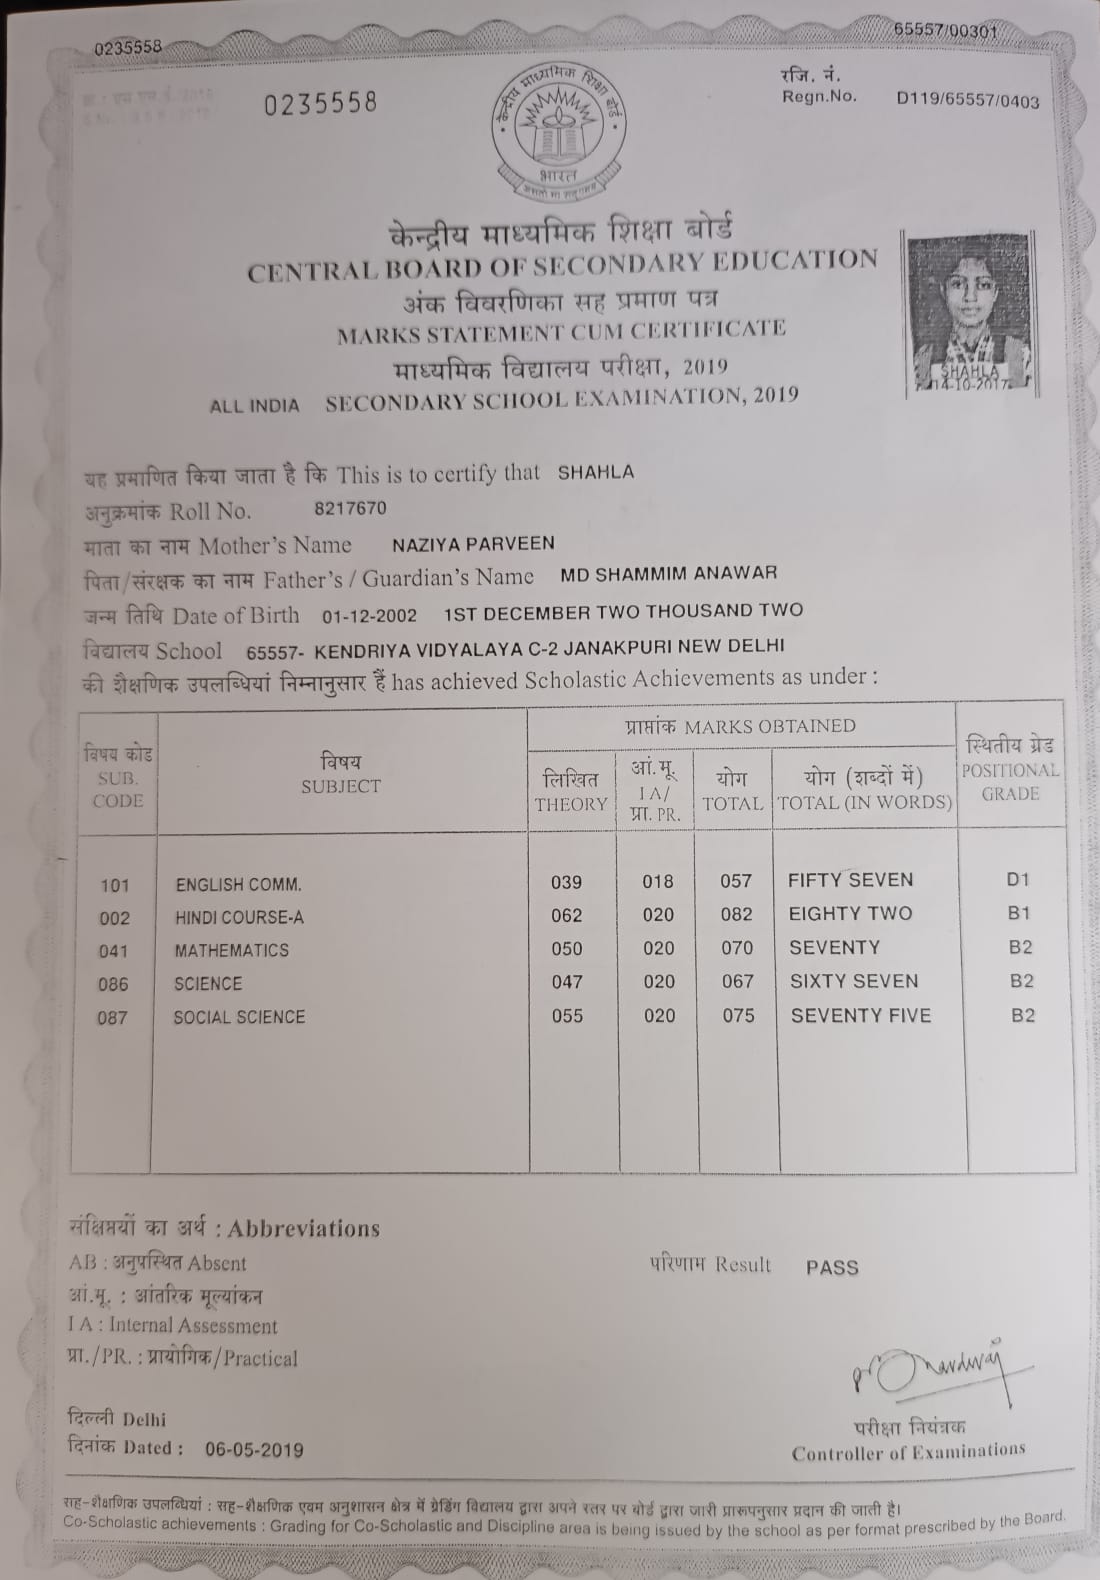 0235558
65557/00301
0235558
रजि. नं.
Regn.No. D119/65557/0403
केन्द्रीय माध्यमिक शिक्षा बोर्ड
भारत
असतो मा सद्गमय
केन्द्रीय माध्यमिक शिक्षा बोर्ड
CENTRAL BOARD OF SECONDARY EDUCATION
अंक विवरणिका सह प्रमाण पत्र
MARKS STATEMENT CUM CERTIFICATE
माध्यमिक विद्यालय परीक्षा, 2019
ALL INDIA SECONDARY SCHOOL EXAMINATION, 2019
SHAHLA
14-10-2017
यह प्रमाणित किया जाता है कि This is to certify that SHAHLA
अनुक्रमांक Roll No. 8217670
माता का नाम Mother's Name NAZIYA PARVEEN
पिता/संरक्षक का नाम Father's / Guardian's Name MD SHAMMIM ANAWAR
जन्म तिथि Date of Birth 01-12-2002 1ST DECEMBER TWO THOUSAND TWO
विद्यालय School 65557- KENDRIYA VIDYALAYA C-2 JANAKPURI NEW DELHI
की शैक्षणिक उपलब्धियां निम्नानुसार हैं has achieved Scholastic Achievements as under :
विषय कोड SUB. CODE
विषय SUBJECT
प्राप्तांक MARKS OBTAINED
लिखित THEORY
आं.मू. I A/ प्रा. PR.
योग TOTAL
योग (शब्दों में) TOTAL (IN WORDS)
स्थितीय ग्रेड POSITIONAL GRADE
101 ENGLISH COMM. 039 018 057 FIFTY SEVEN D1
002 HINDI COURSE-A 062 020 082 EIGHTY TWO B1
041 MATHEMATICS 050 020 070 SEVENTY B2
086 SCIENCE 047 020 067 SIXTY SEVEN B2
087 SOCIAL SCIENCE 055 020 075 SEVENTY FIVE B2
संक्षिप्तियों का अर्थ : Abbreviations
AB : अनुपस्थित Absent
परिणाम Result PASS
आं.मू. : आंतरिक मूल्यांकन
I A : Internal Assessment
प्रा./PR. : प्रायोगिक/Practical
दिल्ली Delhi
दिनांक Dated : 06-05-2019
परीक्षा नियंत्रक
Controller of Examinations
सह-शैक्षणिक उपलब्धियां : सह-शैक्षणिक एवम अनुशासन क्षेत्र में ग्रेडिंग विद्यालय द्वारा अपने स्तर पर बोर्ड द्वारा जारी प्रारूपनुसार प्रदान की जाती है।
Co-Scholastic achievements : Grading for Co-Scholastic and Discipline area is being issued by the school as per format prescribed by the Board.